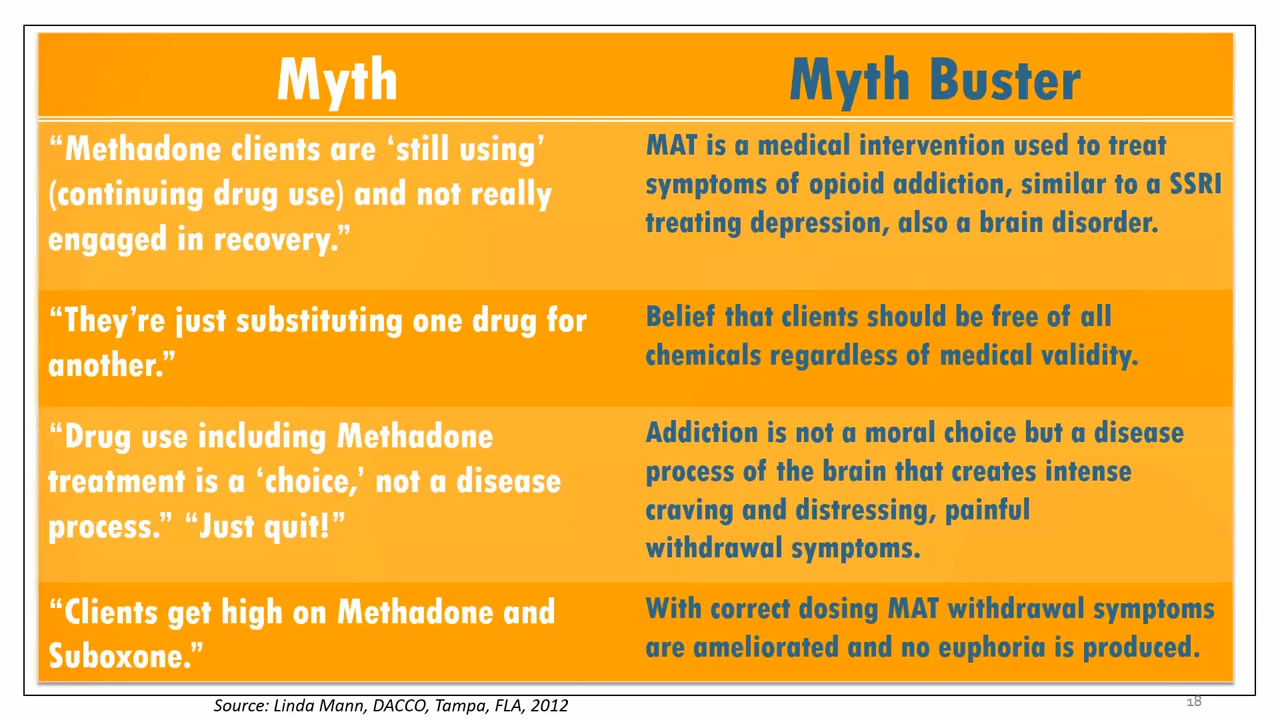 Myth
Myth Buster
“Methadone clients are ‘still using’
(continuing drug use) and not really
engaged in recovery.”
MAT is a medical intervention used to treat
symptoms of opioid addiction, similar to a SSRI
treating depression, also a brain disorder.
“They’re just substituting one drug for
another.”
Belief that clients should be free of all
chemicals regardless of medical validity.
“Drug use including Methadone
treatment is a ‘choice,’ not a disease
process.” “Just quit!”
Addiction is not a moral choice but a disease
process of the brain that creates intense
craving and distressing, painful
withdrawal symptoms.
“Clients get high on Methadone and
Suboxone.”
With correct dosing MAT withdrawal symptoms
are ameliorated and no euphoria is produced.
Source: Linda Mann, DACCO, Tampa, FLA, 2012
18